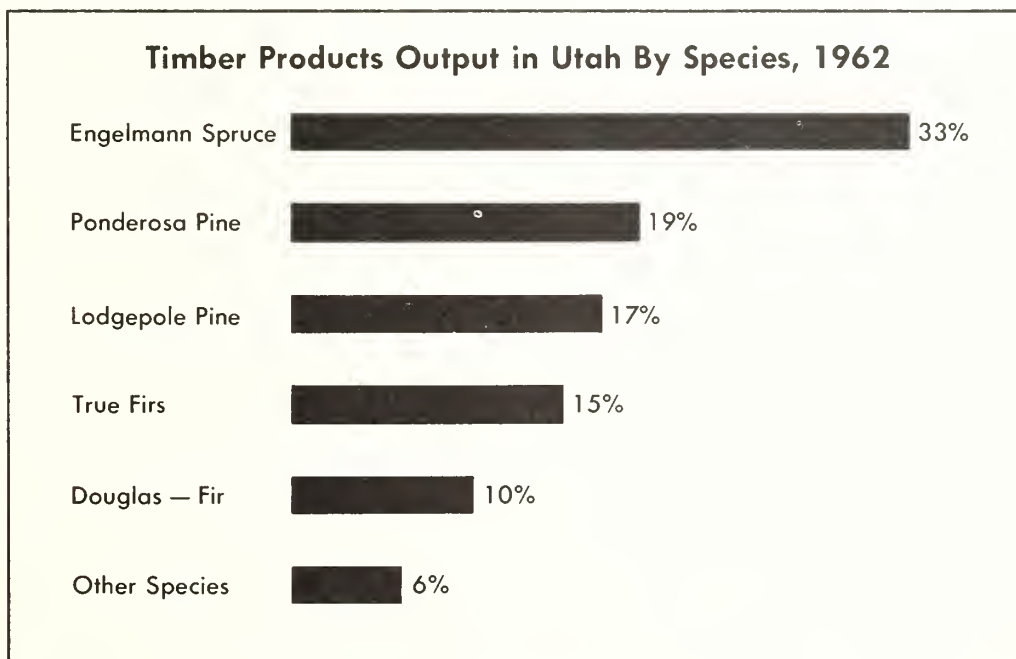 Timber Products Output in Utah By Species, 1962
Engelmann Spruce 33%
Ponderosa Pine 19%
Lodgepole Pine 17%
True Firs 15%
Douglas — Fir 10%
Other Species 6%